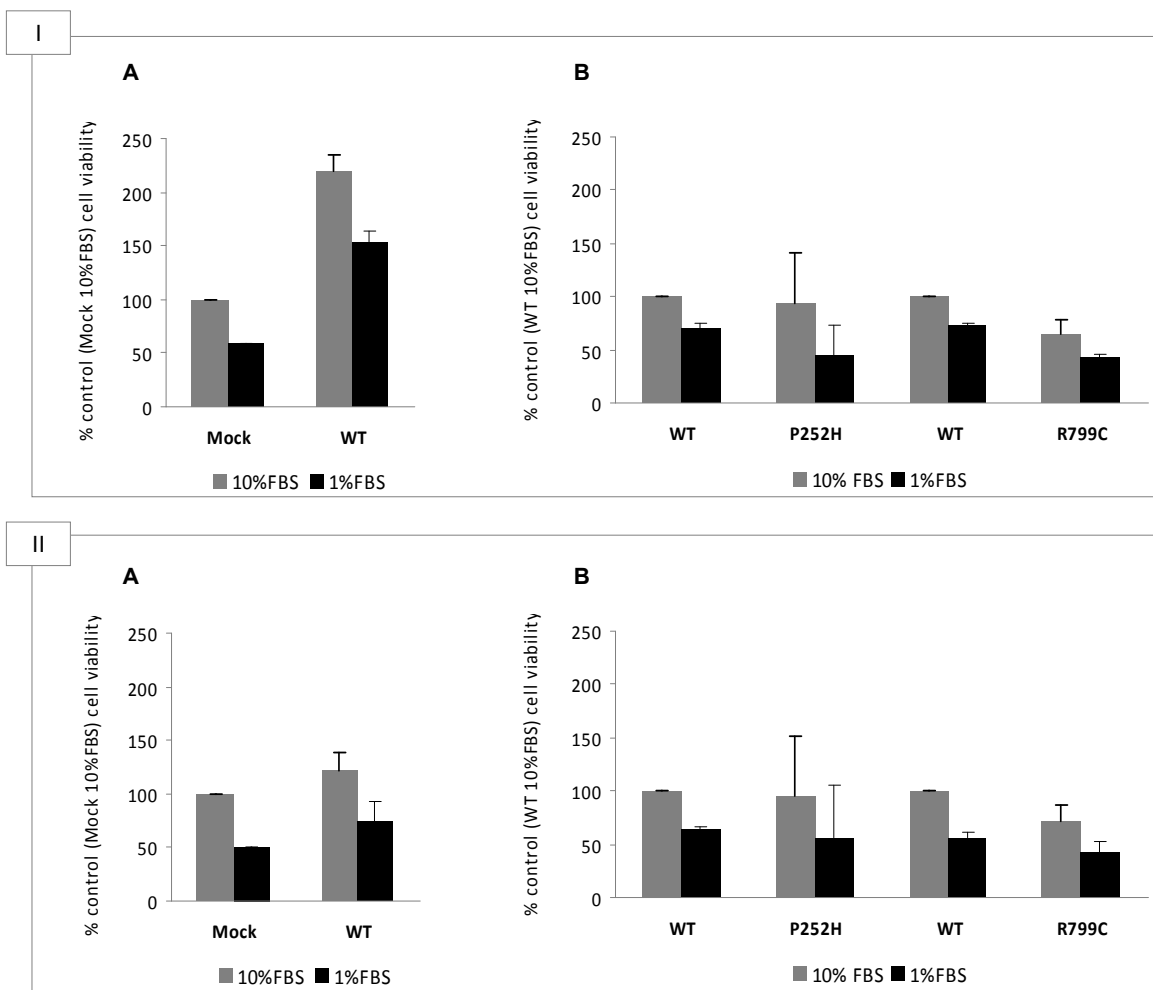 I
A
B
% control (Mock 10%FBS) cell viability
250
200
150
100
50
0
Mock WT
10%FBS 1%FBS
% control (WT 10%FBS) cell viability
250
200
150
100
50
0
WT P252H WT R799C
10% FBS 1%FBS
II
A
B
% control (Mock 10%FBS) cell viability
250
200
150
100
50
0
Mock WT
10%FBS 1%FBS
% control (WT 10%FBS) cell viability
250
200
150
100
50
0
WT P252H WT R799C
10% FBS 1%FBS